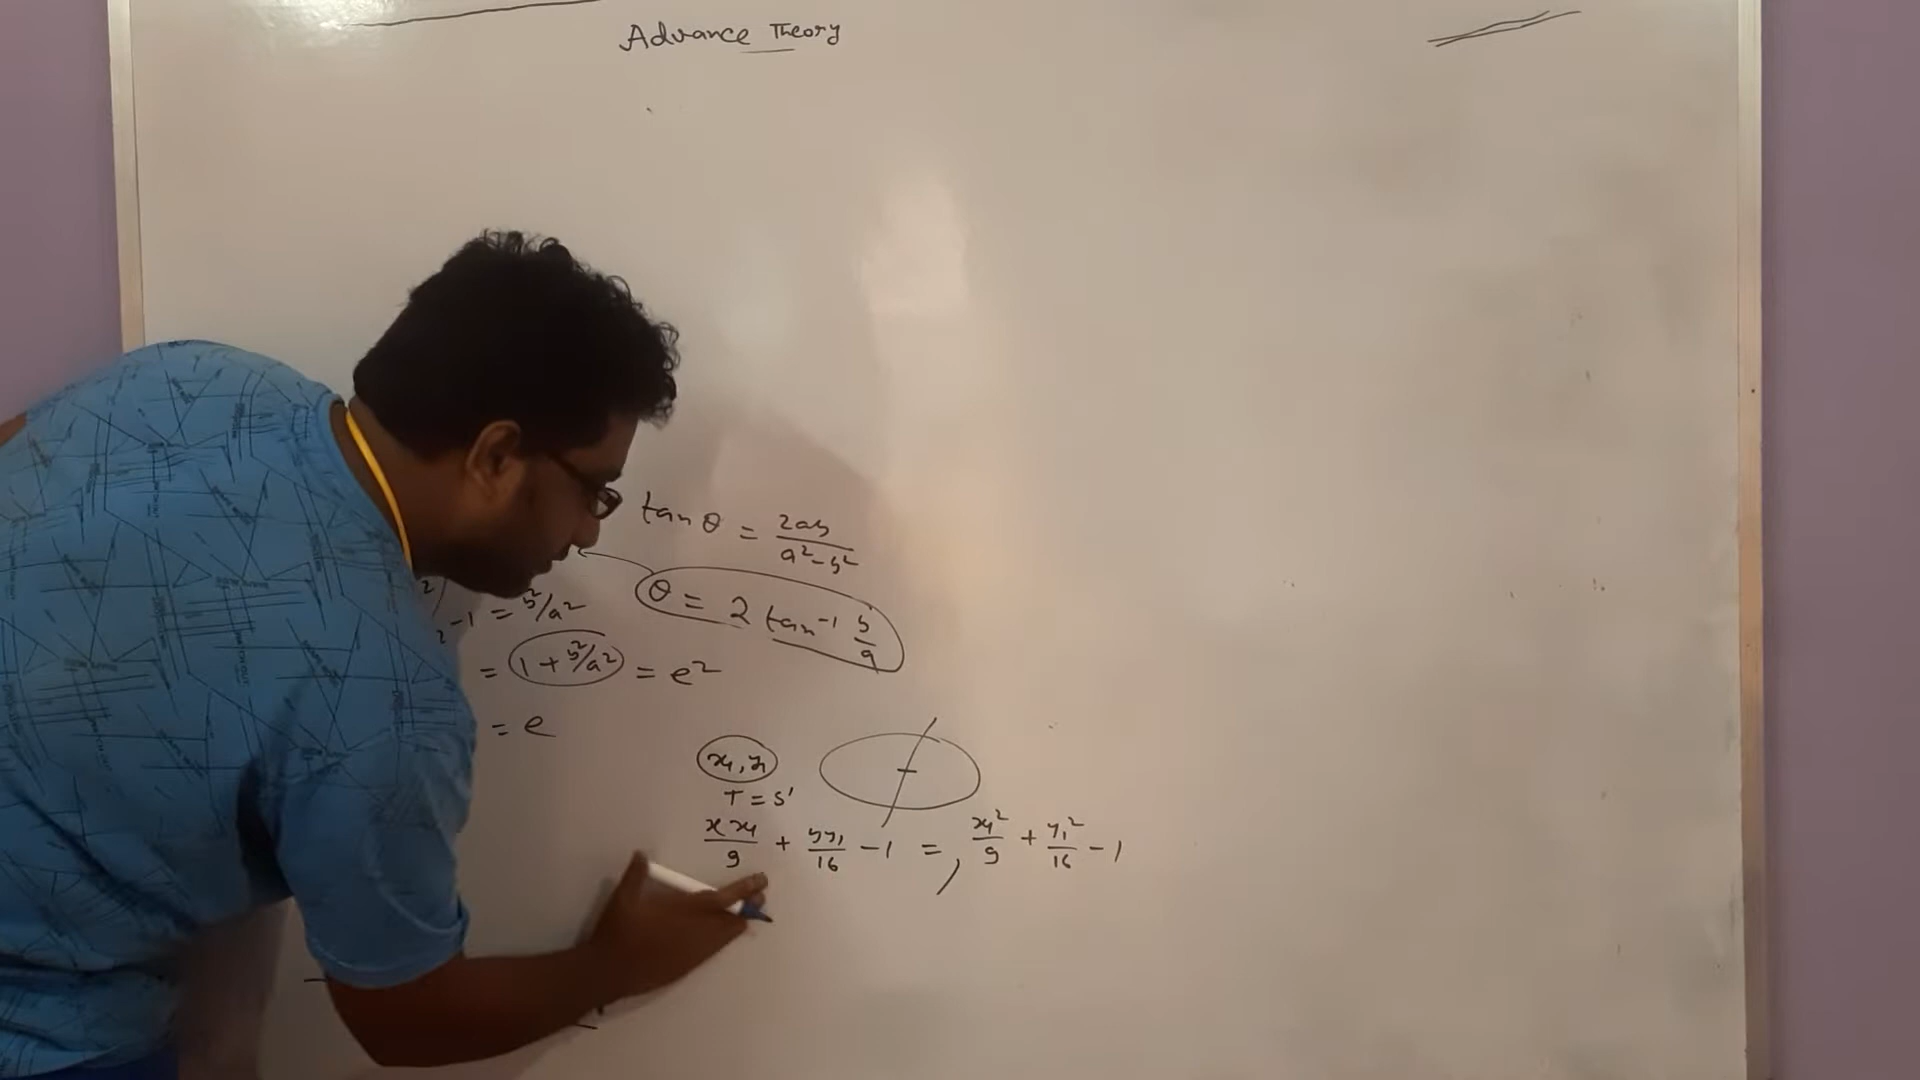 Advance Theory
tan θ = 2ab/(a² - b²)
θ = 2 tan⁻¹ b/a
² - 1 = b²/a²
= 1 + b²/a² = e²
= e
x₁, y₁
T = S'
xx₁/9 + yy₁/16 - 1 = x₁²/9 + y₁²/16 - 1